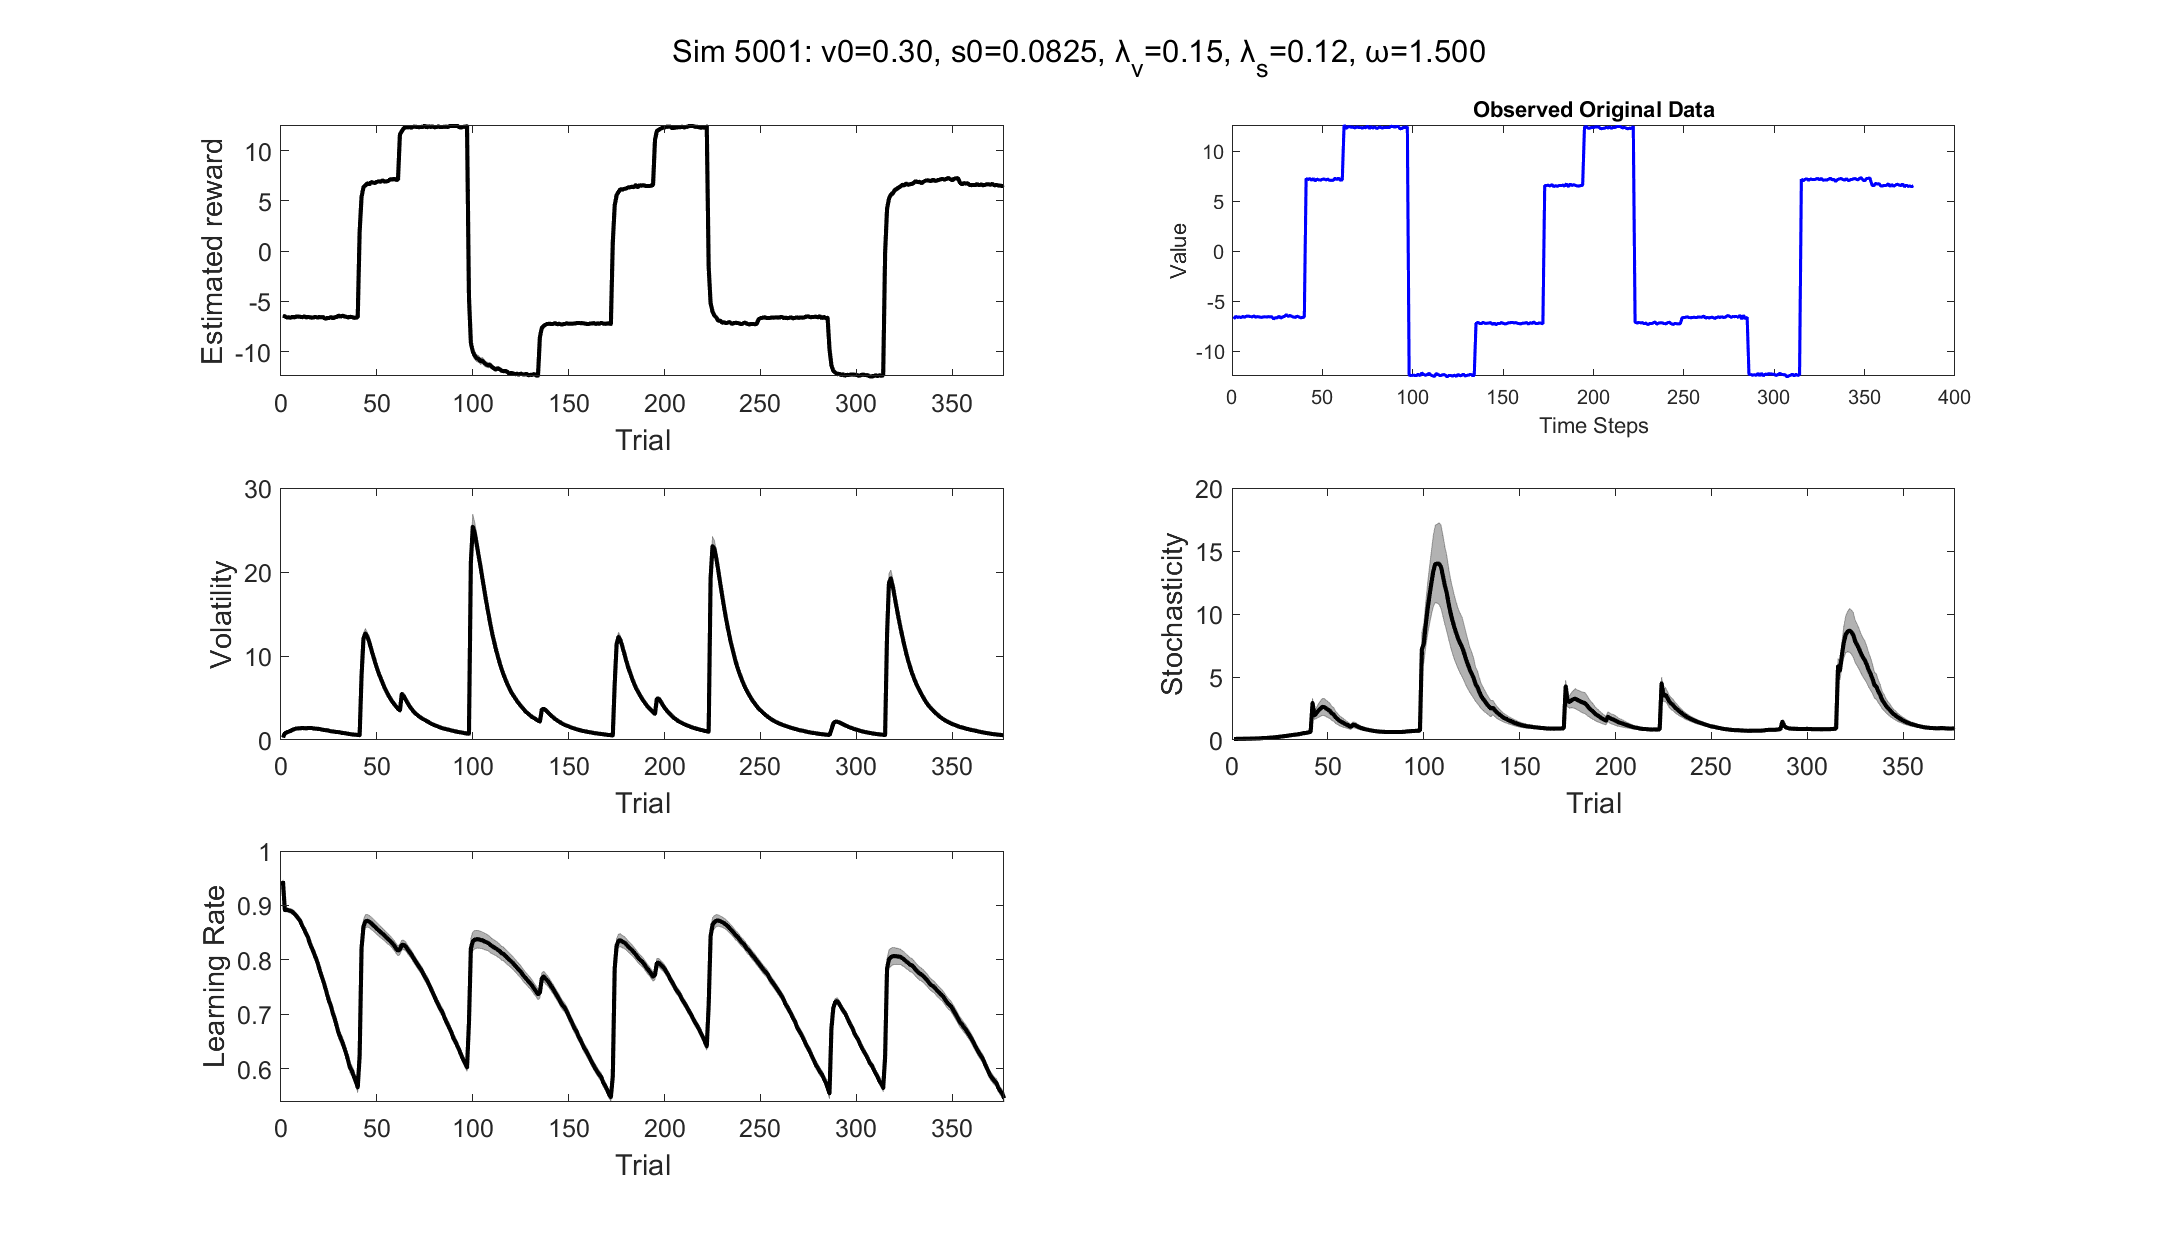 Sim 5001: v0=0.30, s0=0.0825, λ_v=0.15, λ_s=0.12, ω=1.500
Estimated reward
10
5
0
-5
-10
0 50 100 150 200 250 300 350
Trial
Observed Original Data
Value
10
5
0
-5
-10
0 50 100 150 200 250 300 350 400
Time Steps
Volatility
30
20
10
0
0 50 100 150 200 250 300 350
Trial
Stochasticity
20
15
10
5
0
0 50 100 150 200 250 300 350
Trial
Learning Rate
1
0.9
0.8
0.7
0.6
0 50 100 150 200 250 300 350
Trial